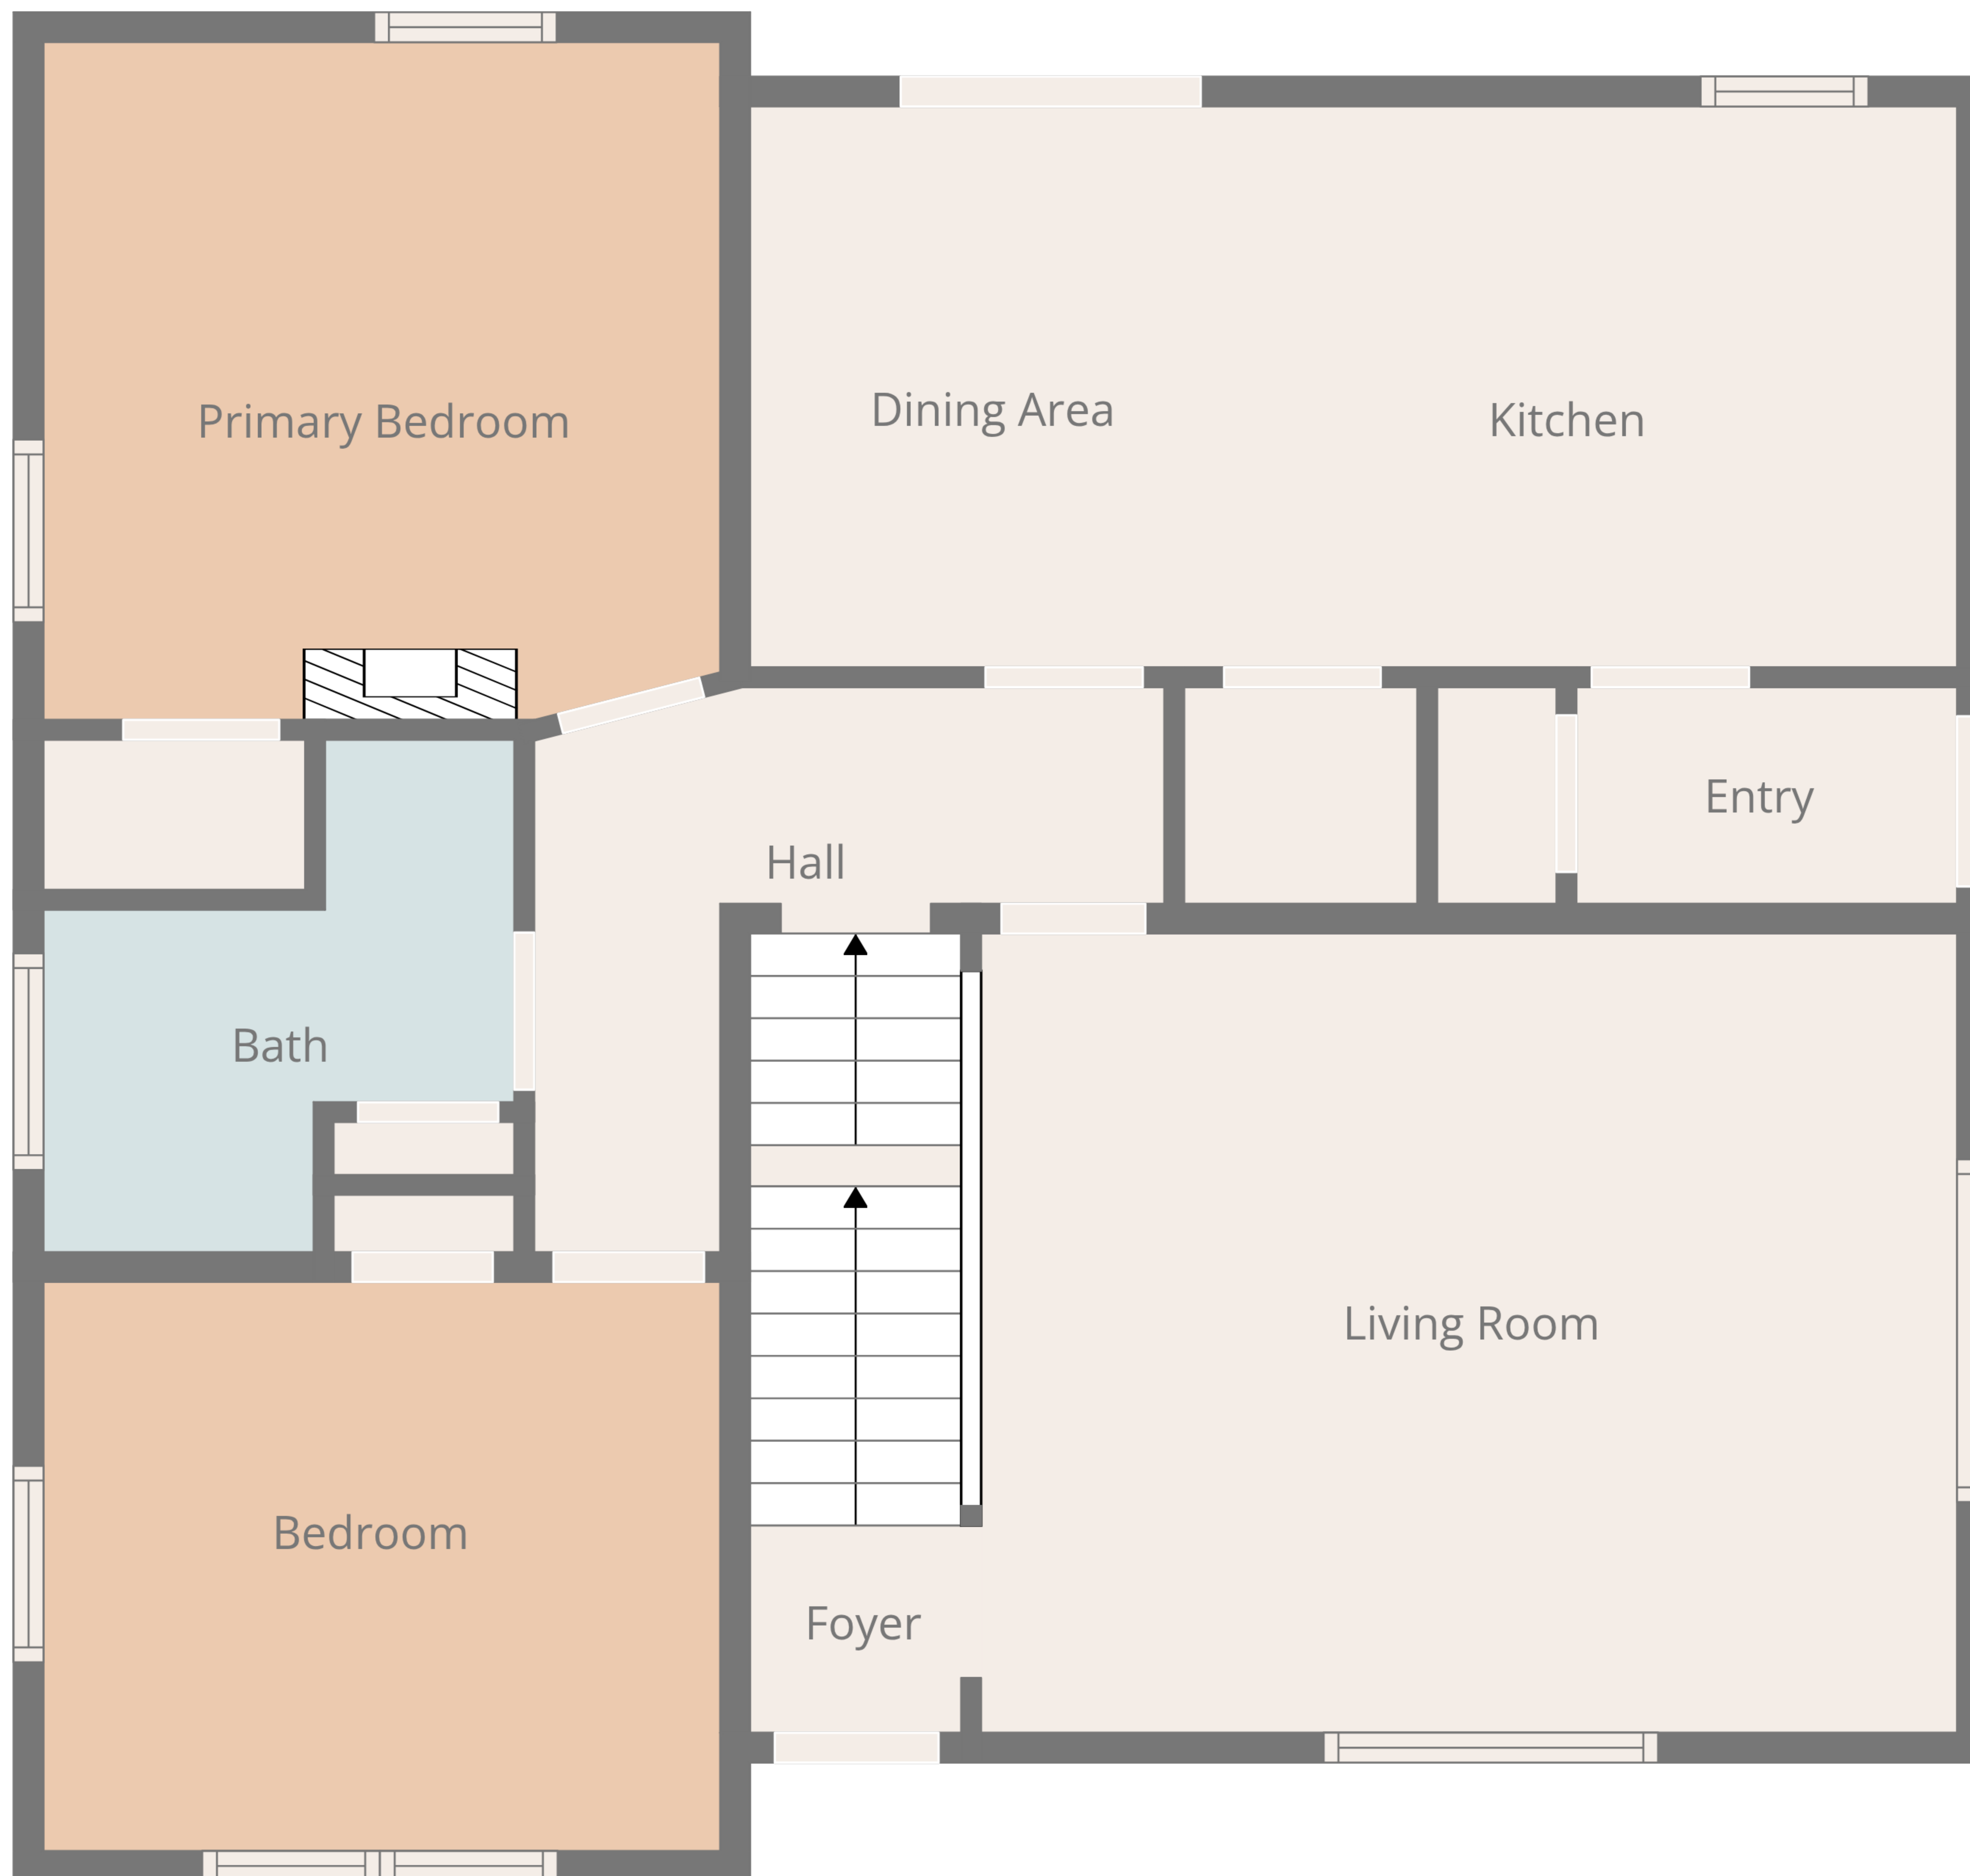 Primary Bedroom
Dining Area
Kitchen
Entry
Hall
Bath
Living Room
Bedroom
Foyer